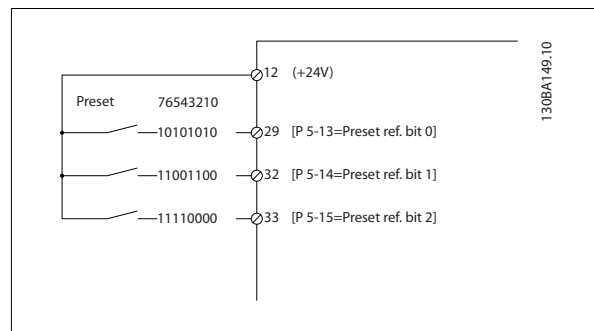 12 (+24V)
Preset 76543210
10101010 29 [P 5-13=Preset ref. bit 0]
11001100 32 [P 5-14=Preset ref. bit 1]
11110000 33 [P 5-15=Preset ref. bit 2]
130BA149.10